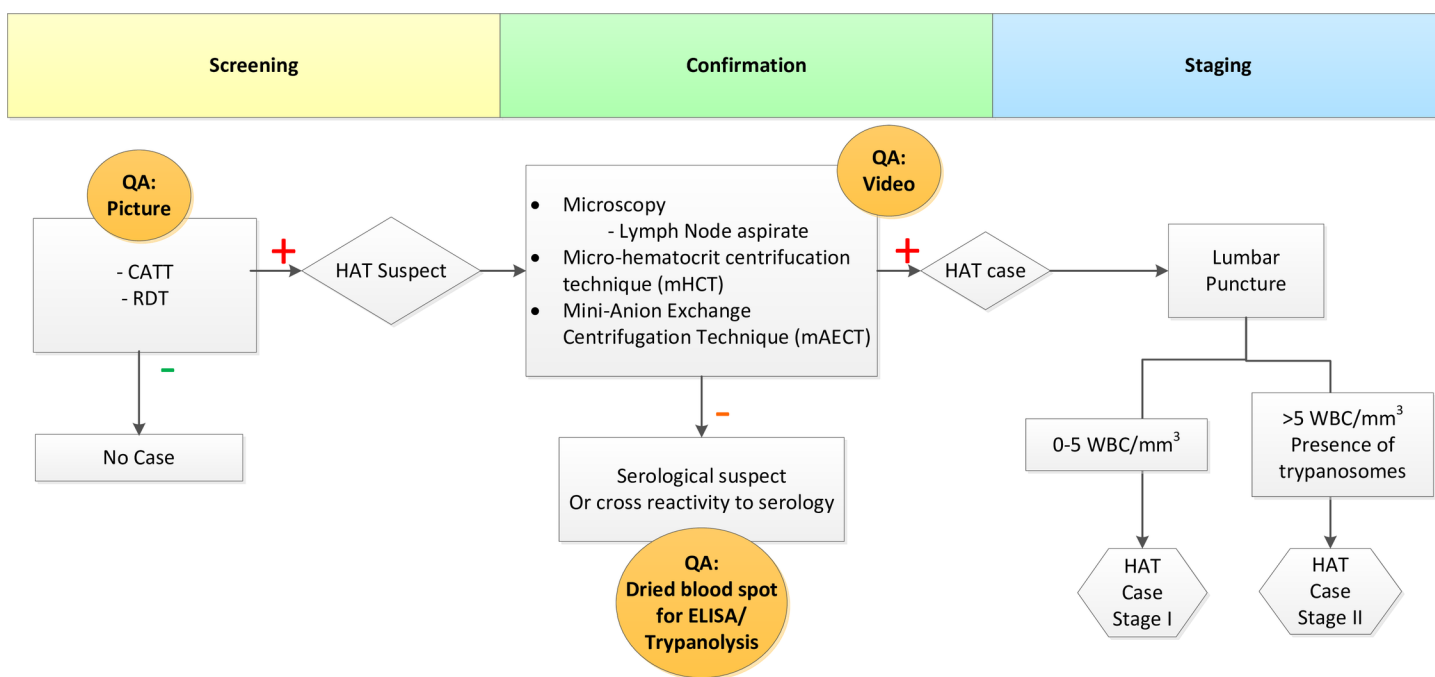 Screening
Confirmation
Staging
QA:
Picture
- CATT
- RDT
+
HAT Suspect
QA:
Video
• Microscopy
- Lymph Node aspirate
• Micro-hematocrit centrifucation
technique (mHCT)
• Mini-Anion Exchange
Centrifugation Technique (mAECT)
+
HAT case
Lumbar
Puncture
-
No Case
-
Serological suspect
Or cross reactivity to serology
QA:
Dried blood spot
for ELISA/
Trypanolysis
0-5 WBC/mm³
>5 WBC/mm³
Presence of
trypanosomes
HAT
Case
Stage I
HAT
Case
Stage II